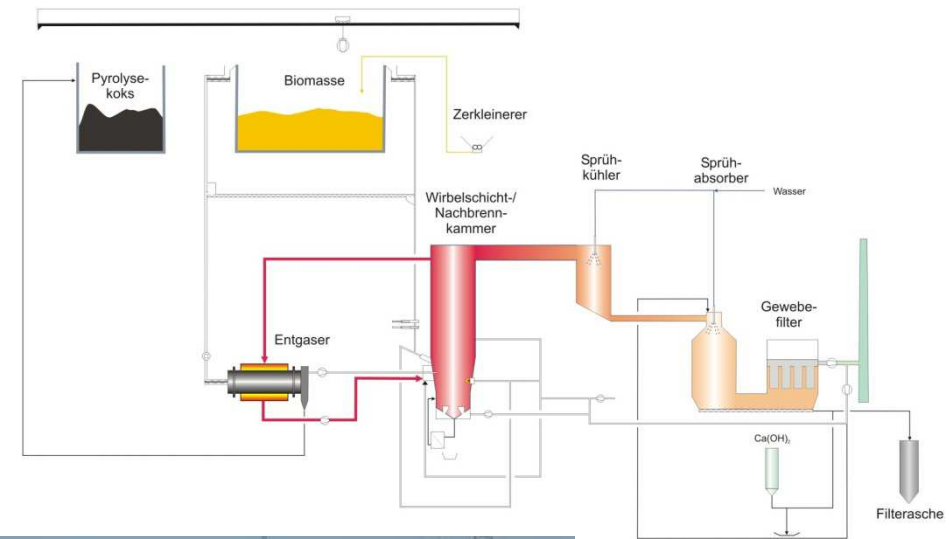 Pyrolyse-
koks
Biomasse
Zerkleinerer
Sprüh-
kühler
Sprüh-
absorber
Wasser
Wirbelschicht-/
Nachbrenn-
kammer
Gewebe-
filter
Entgaser
Ca(OH)₂
Filterasche